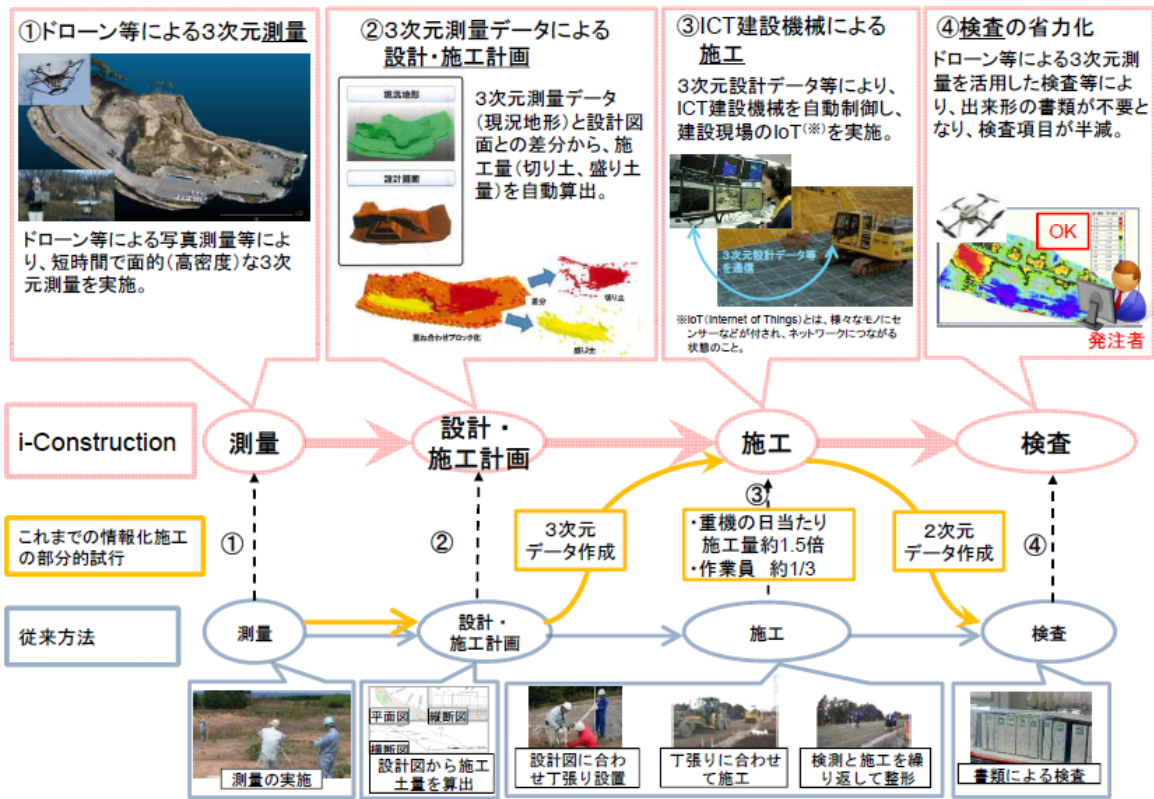 ①ドローン等による3次元測量
ドローン等による写真測量等によ
り、短時間で面的(高密度)な3次
元測量を実施。
②3次元測量データによる
設計・施工計画
現況地形
設計図面
3次元測量データ
(現況地形)と設計図
面との差分から、施
工量(切り土、盛り土
量)を自動算出。
差分
切り土
重ね合わせブロック化
盛り土
③ICT建設機械による
施工
3次元設計データ等により、
ICT建設機械を自動制御し、
建設現場のIoT(※)を実施。
3次元設計データ等
を通信
※IoT(Internet of Things)とは、様々なモノにセ
ンサーなどが付され、ネットワークにつながる
状態のこと。
④検査の省力化
ドローン等による3次元測
量を活用した検査等によ
り、出来形の書類が不要と
なり、検査項目が半減。
OK
発注者
i-Construction
測量
設計・
施工計画
施工
検査
これまでの情報化施工
の部分的試行
①
②
3次元
データ作成
③
・重機の日当たり
施工量約1.5倍
・作業員 約1/3
2次元
データ作成
④
従来方法
測量
設計・
施工計画
施工
検査
測量の実施
平面図
縦断図
横断図
設計図から施工
土量を算出
設計図に合わ
せ丁張り設置
丁張りに合わせ
て施工
検測と施工を繰
り返して整形
書類による検査